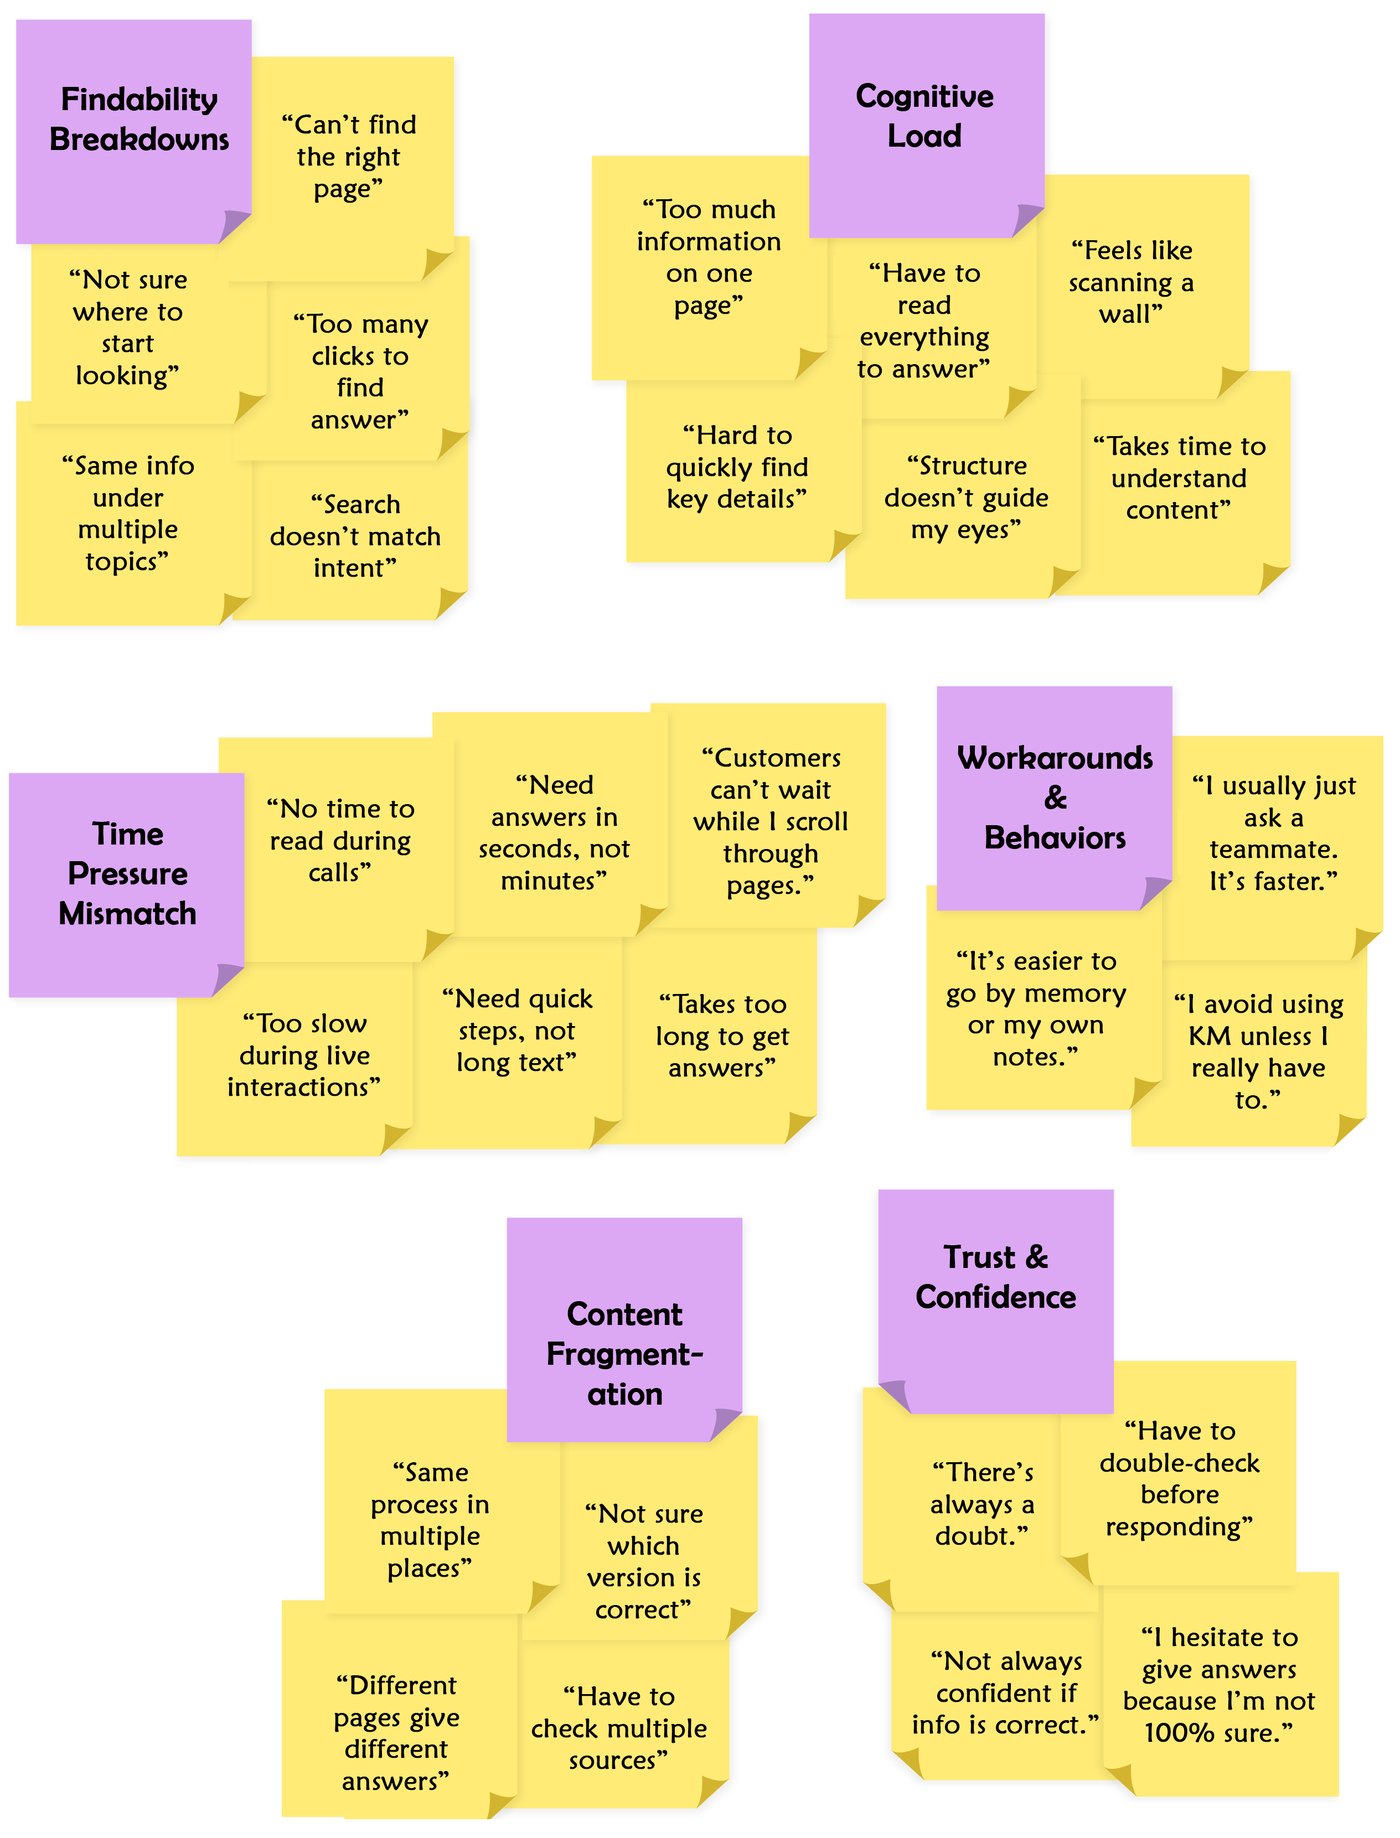 Findability
Breakdowns
“Can’t find
the right
page”
“Not sure
where to
start
looking”
“Too many
clicks to
find
answer”
“Same info
under
multiple
topics”
“Search
doesn’t match
intent”
Cognitive
Load
“Too much
information
on one
page”
“Have to
read
everything
to answer”
“Feels like
scanning a
wall”
“Hard to
quickly find
key details”
“Structure
doesn’t guide
my eyes”
“Takes time to
understand
content”
Time
Pressure
Mismatch
“No time to
read during
calls”
“Need
answers in
seconds, not
minutes”
“Customers
can’t wait
while I scroll
through
pages.”
“Too slow
during live
interactions”
“Need quick
steps, not
long text”
“Takes too
long to get
answers”
Workarounds
&
Behaviors
“I usually just
ask a
teammate.
It’s faster.”
“It’s easier to
go by memory
or my own
notes.”
“I avoid using
KM unless I
really have
to.”
Content
Fragment-
ation
“Same
process in
multiple
places”
“Not sure
which
version is
correct”
“Different
pages give
different
answers”
“Have to
check multiple
sources”
Trust &
Confidence
“There’s
always a
doubt.”
“Have to
double-check
before
responding”
“Not always
confident if
info is correct.”
“I hesitate to
give answers
because I’m not
100% sure.”